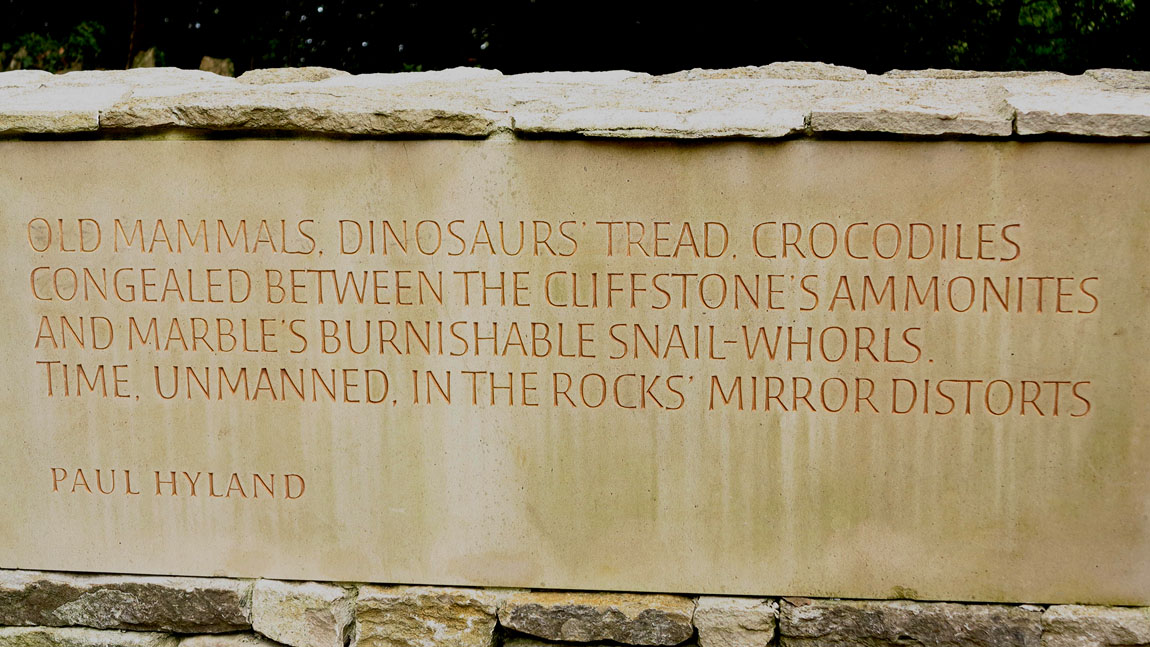 OLD MAMMALS, DINOSAURS' TREAD, CROCODILES
CONGEALED BETWEEN THE CLIFFSTONE'S AMMONITES
AND MARBLE'S BURNISHABLE SNAIL-WHORLS.
TIME, UNMANNED, IN THE ROCKS' MIRROR DISTORTS
PAUL HYLAND